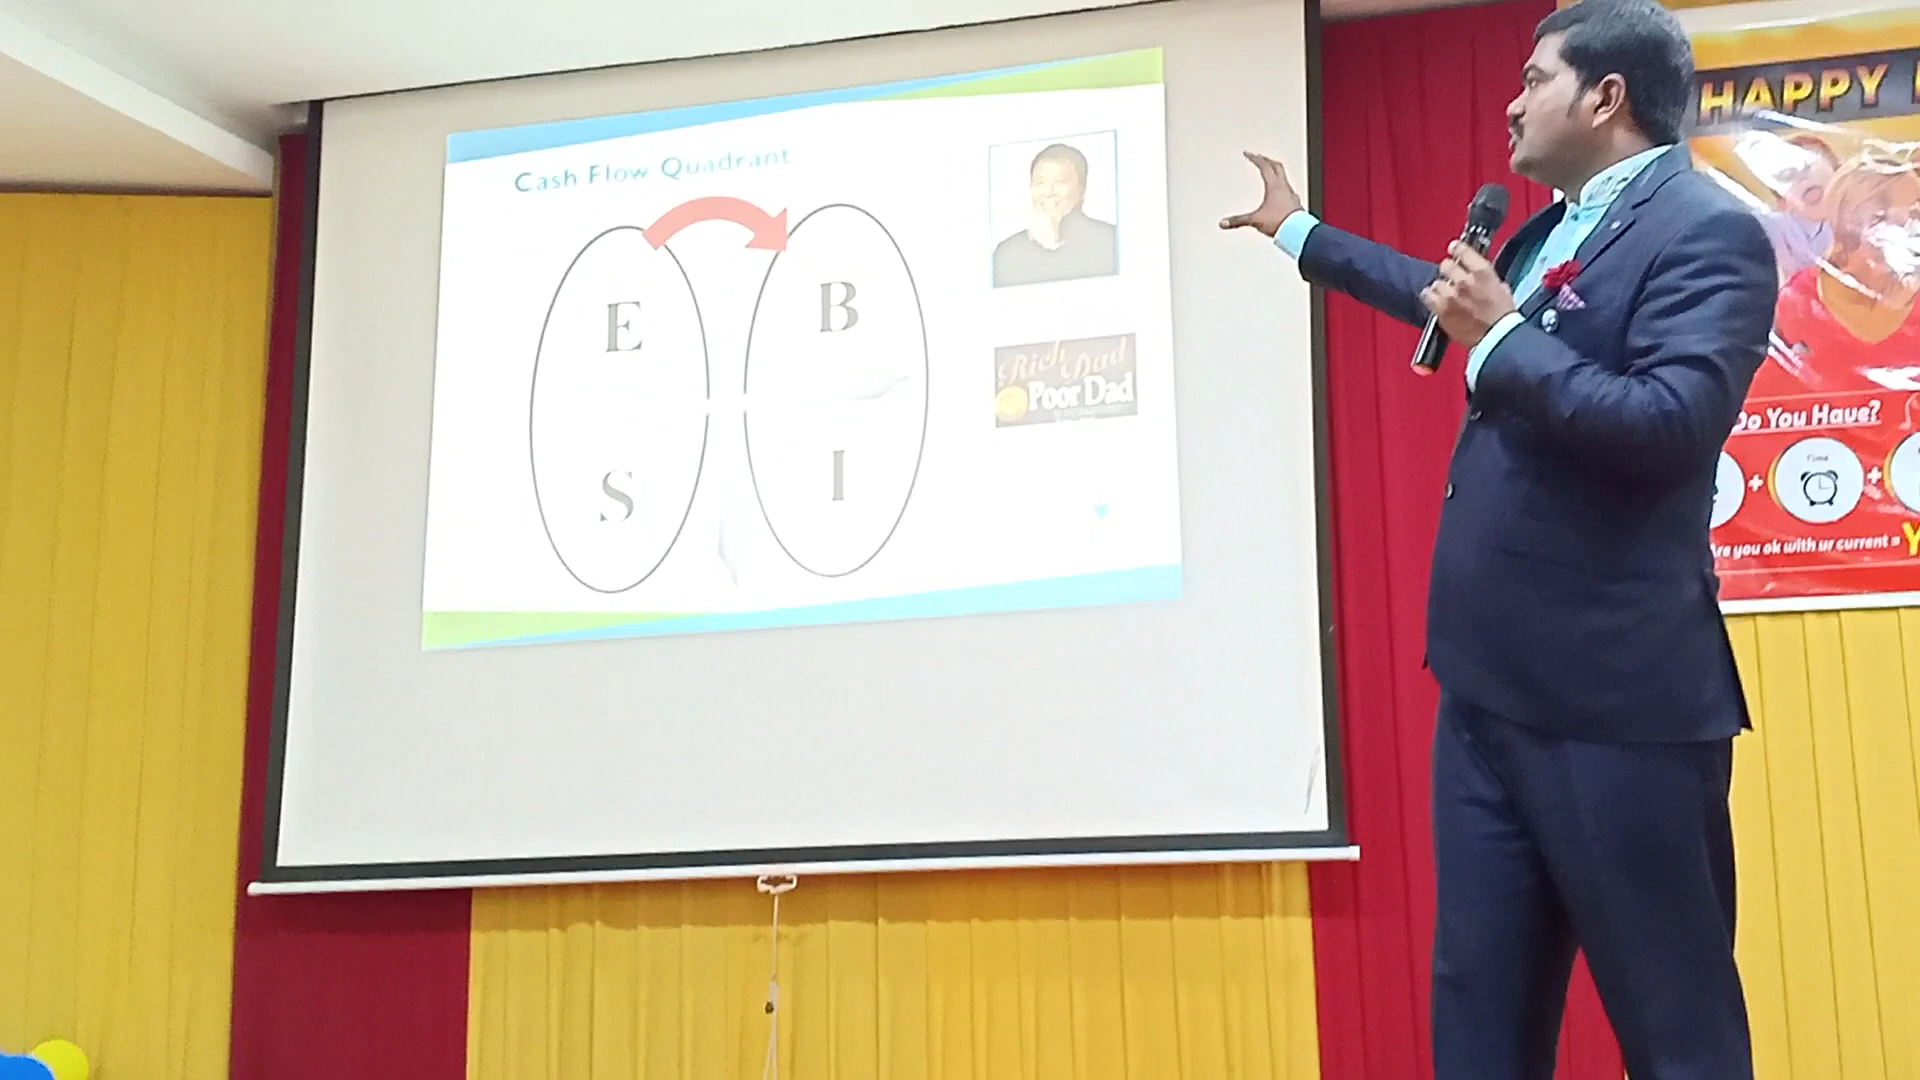 Cash Flow Quadrant
E
B
S
I
Rich Dad
Poor Dad
HAPPY
Do You Have?
Time
+
+
Are you ok with ur current =
Y